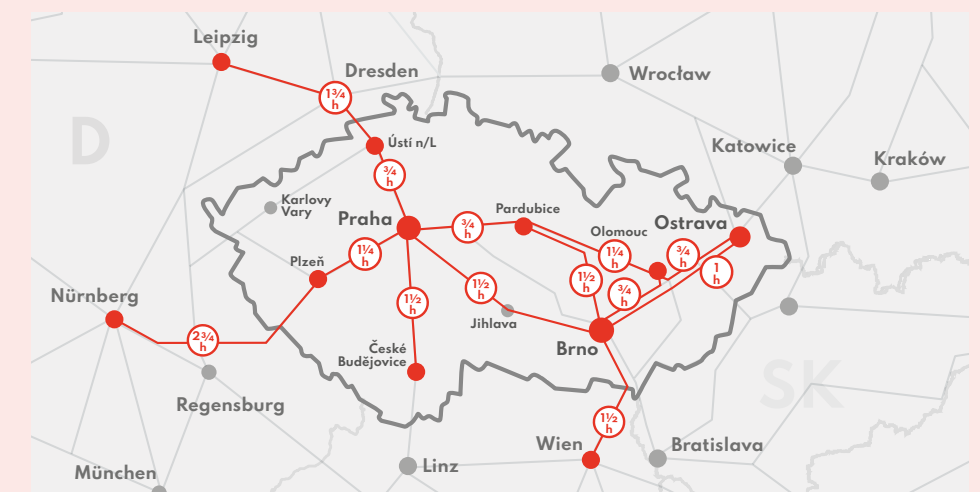 Leipzig
Dresden
1¾
h
Wrocław
D
Ústí n/L
Katowice
Kraków
¾
h
Karlovy
Vary
Praha
¾
h
Pardubice
Olomouc
Ostrava
1¼
h
1¼
h
¾
h
Plzeň
1½
h
1
h
Nürnberg
1½
h
1½
h
¾
h
Jihlava
2¾
h
České
Budějovice
Brno
SK
Regensburg
1½
h
Wien
Bratislava
München
Linz